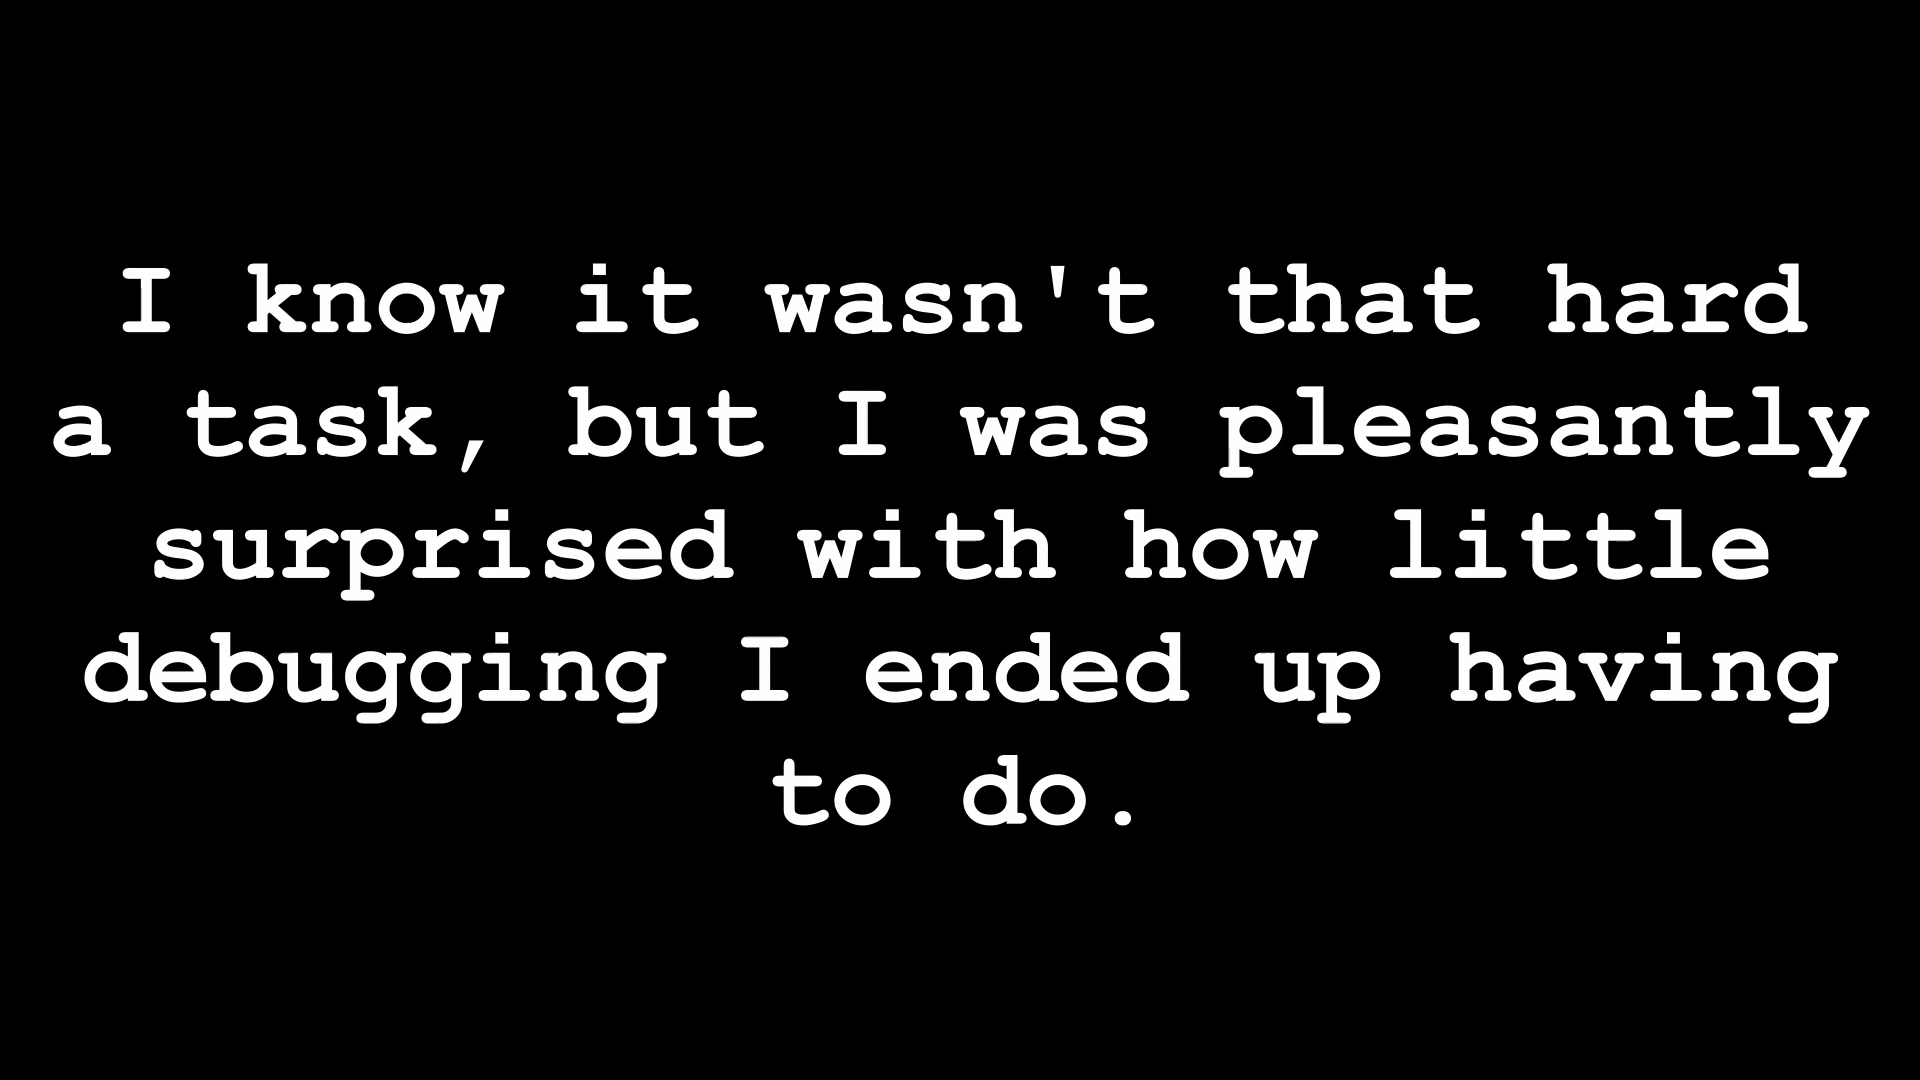 I know it wasn't that hard
a task, but I was pleasantly
surprised with how little
debugging I ended up having
to do.